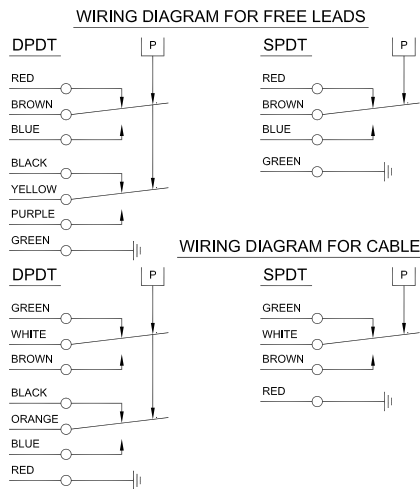 WIRING DIAGRAM FOR FREE LEADS
DPDT
P
RED
BROWN
BLUE
BLACK
YELLOW
PURPLE
GREEN
SPDT
P
RED
BROWN
BLUE
GREEN
WIRING DIAGRAM FOR CABLE
DPDT
P
GREEN
WHITE
BROWN
BLACK
ORANGE
BLUE
RED
SPDT
P
GREEN
WHITE
BROWN
RED